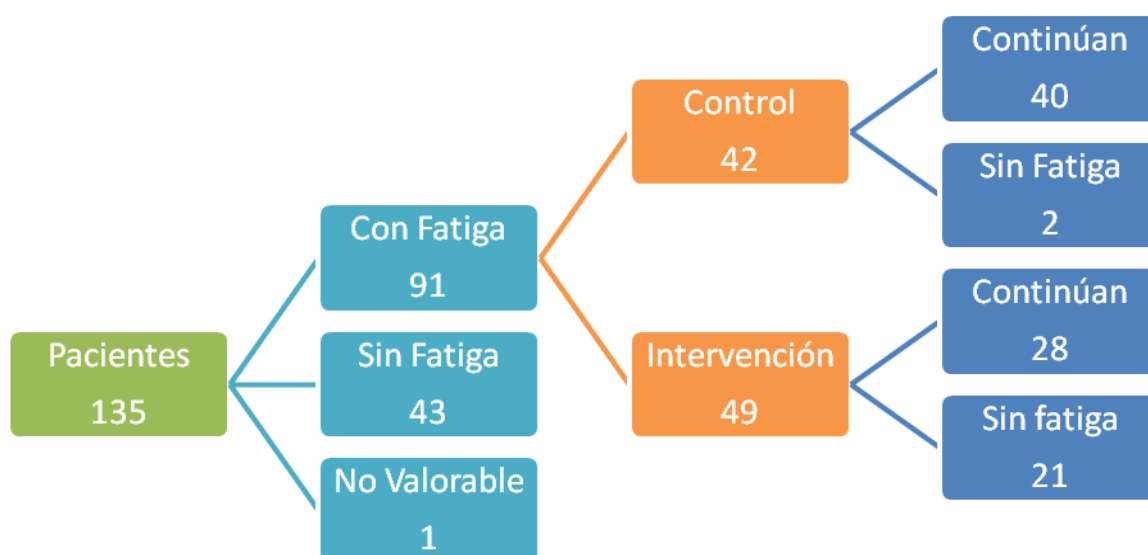 Pacientes
135
Con Fatiga
91
Sin Fatiga
43
No Valorable
1
Control
42
Intervención
49
Continúan
40
Sin Fatiga
2
Continúan
28
Sin fatiga
21